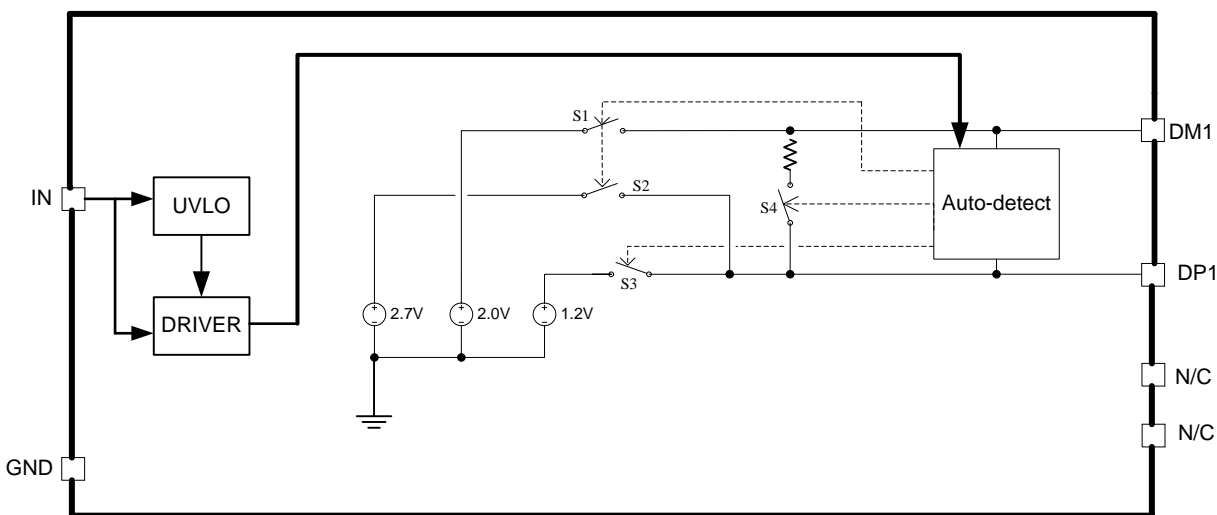 S1
DM1
IN
UVLO
S2
S4
Auto-detect
S3
DP1
DRIVER
+
−
2.7V
+
−
2.0V
+
−
1.2V
N/C
N/C
GND